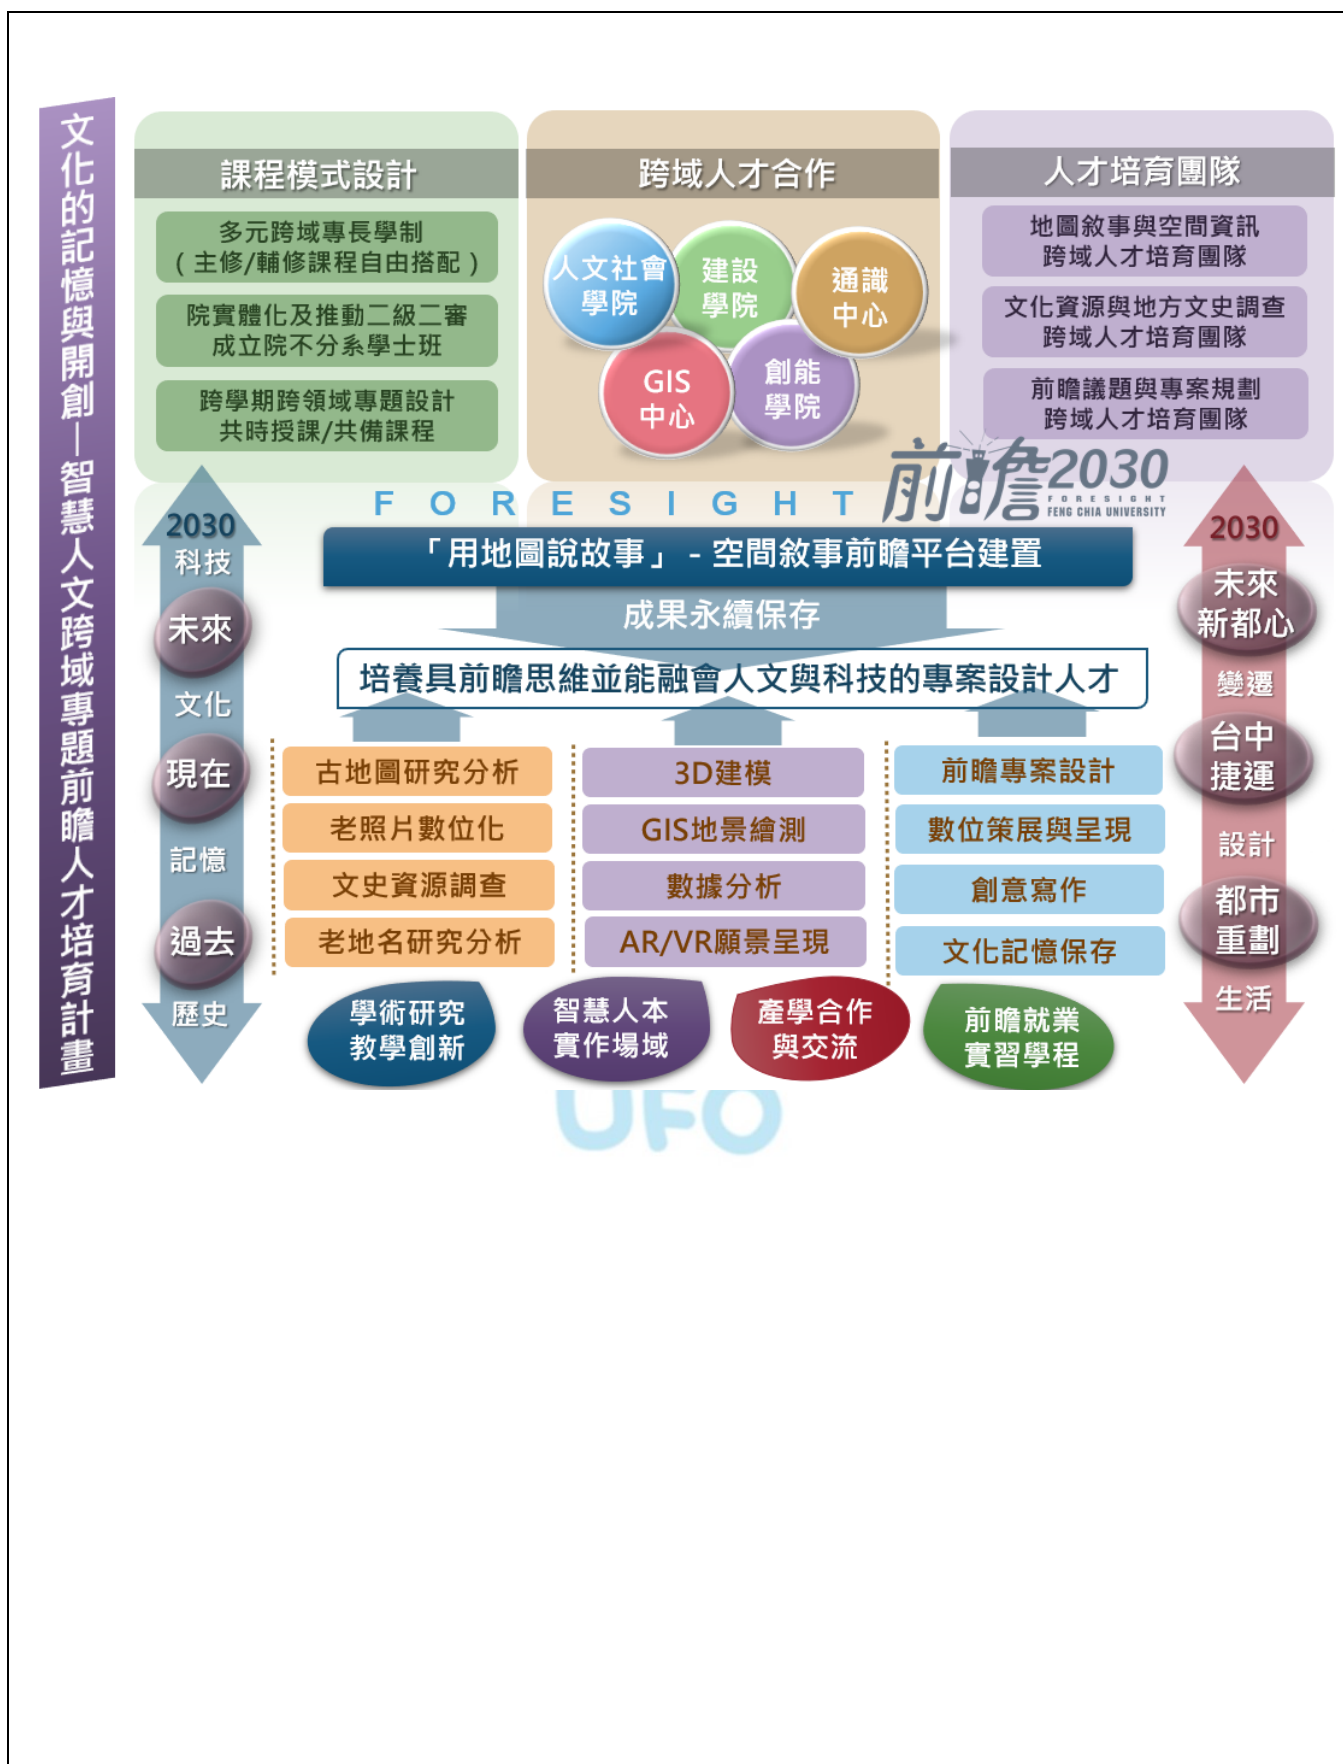 文化的記憶與開創—智慧人文跨域專題前瞻人才培育計畫
課程模式設計
多元跨域專長學制
(主修/輔修課程自由搭配)
院實體化及推動二級二審
成立院不分系學士班
跨學期跨領域專題設計
共時授課/共備課程
跨域人才合作
人文社會
學院
建設
學院
通識
中心
GIS
中心
創能
學院
人才培育團隊
地圖敘事與空間資訊
跨域人才培育團隊
文化資源與地方文史調查
跨域人才培育團隊
前瞻議題與專案規劃
跨域人才培育團隊
FORESIGHT
前瞻2030
FORESIGHT
FENG CHIA UNIVERSITY
「用地圖說故事」-空間敘事前瞻平台建置
成果永續保存
培養具前瞻思維並能融會人文與科技的專案設計人才
2030
科技
未來
文化
現在
記憶
過去
歷史
古地圖研究分析
老照片數位化
文史資源調查
老地名研究分析
3D建模
GIS地景繪測
數據分析
AR/VR願景呈現
前瞻專案設計
數位策展與呈現
創意寫作
文化記憶保存
2030
未來
新都心
變遷
台中
捷運
設計
都市
重劃
生活
學術研究
教學創新
智慧人本
實作場域
產學合作
與交流
前瞻就業
實習學程
UFO